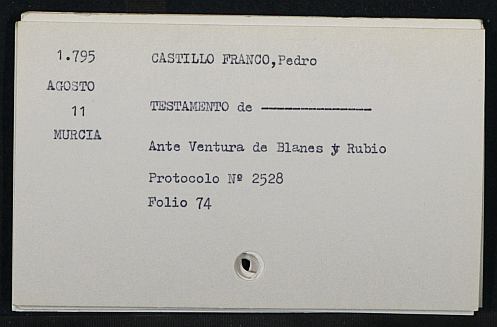 1.795 CASTILLO FRANCO, Pedro
AGOSTO
11 TESTAMENTO de ———————
MURCIA
Ante Ventura de Blanes y Rubio
Protocolo Nº 2528
Folio 74